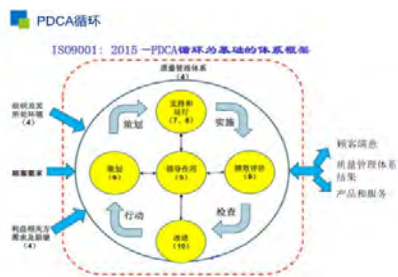 PDCA循环
ISO9001: 2015 —PDCA循环为基础的体系框架
质量管理体系
(4)
组织及其
所处环境
(4)
支持和
运行
(7, 8)
策划
实施
顾客要求
策划
(6)
领导作用
(5)
绩效评价
(9)
顾客满意
质量管理体系
结果
产品和服务
利益相关方
需求及期望
(4)
行动
检查
改进
(10)